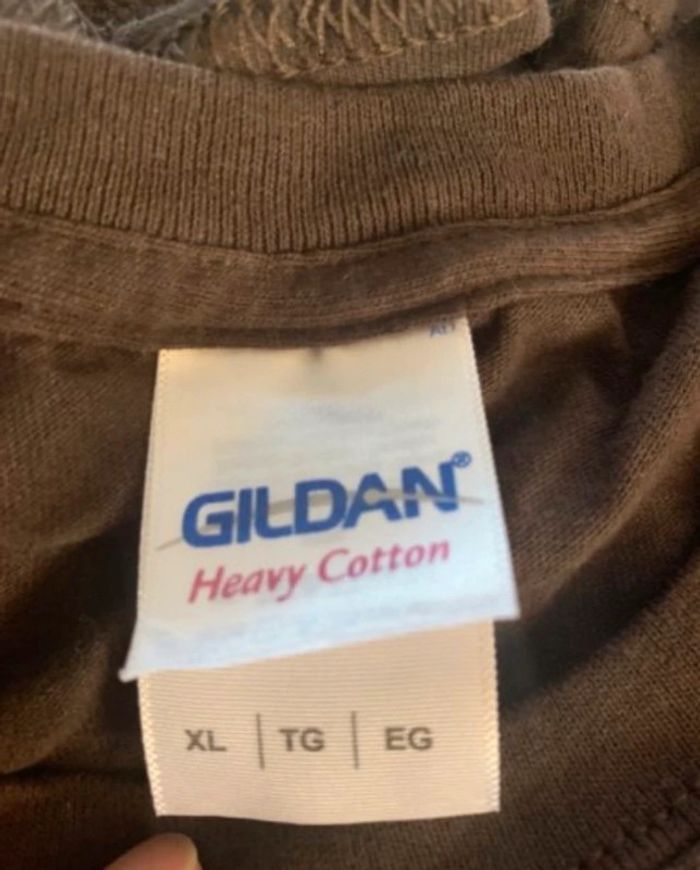 GILDAN®
Heavy Cotton
XL | TG | EG